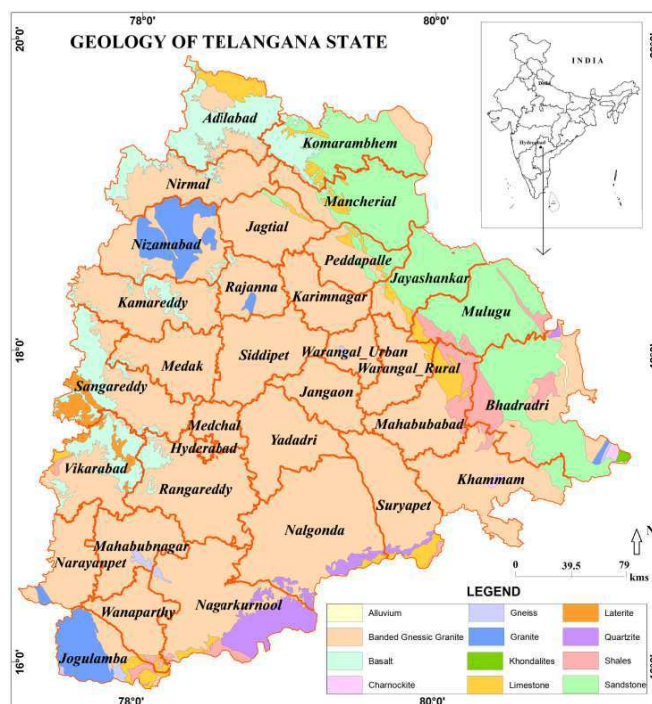 78.0°
80.0°
20.0°
GEOLOGY OF TELANGANA STATE
INDIA
Delhi
Hyderabad
Adilabad
Komarambhem
Nirmal
Mancherial
Nizamabad
Jagtial
Peddapalle
Jayashankar
Rajanna
Karimnagar
Mulugu
Kamareddy
18.0°
Medak
Siddipet
Warangal_Urban
Warangal_Rural
Sangareddy
Jangaon
Bhadradri
Medchal
Mahabubabad
Hyderabad
Yadadri
Vikarabad
Khammam
Rangareddy
Suryapet
Nalgonda
N
Mahabubnagar
Narayanpet
0 39.5 79
kms
Nagarkurnool
Wanaparthy
LEGEND
Alluvium
Gneiss
Laterite
Banded Gnessic Granite
Granite
Quartzite
Basalt
Khondalites
Shales
Charnockite
Limestone
Sandstone
Jogulamba
16.0°
78.0°
80.0°